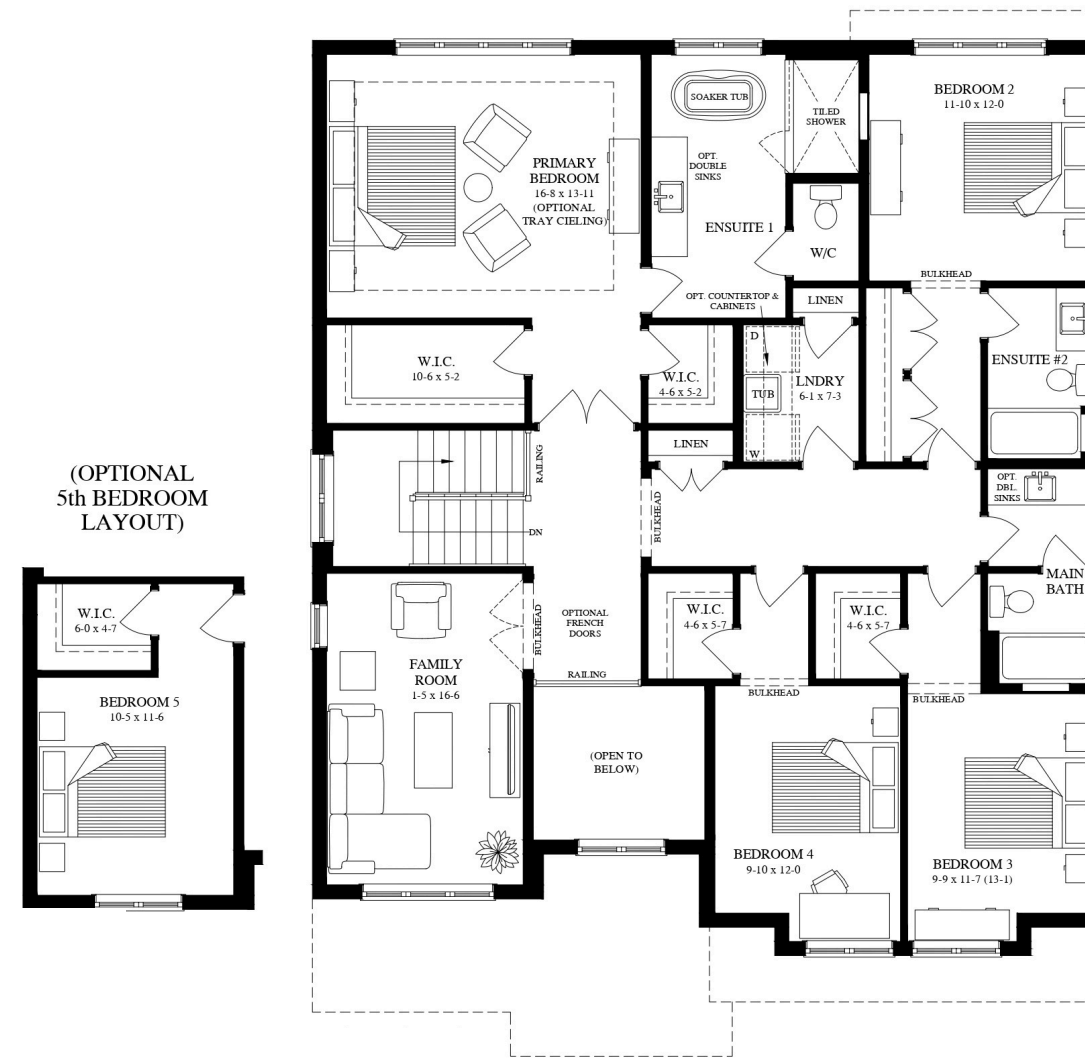 BEDROOM 2
11-10 x 12-0
SOAKER TUB
TILED
SHOWER
OPT.
DOUBLE
SINKS
PRIMARY
BEDROOM
16-8 x 13-11
(OPTIONAL
TRAY CIELING)
ENSUITE 1
W/C
BULKHEAD
OPT. COUNTERTOP &
CABINETS
LINEN
D
W.I.C.
10-6 x 5-2
W.I.C.
4-6 x 5-2
TUB
LNDRY
6-1 x 7-3
ENSUITE #2
W
LINEN
RAILING
(OPTIONAL
5th BEDROOM
LAYOUT)
OPT.
DBL.
SINKS
BULKHEAD
DN
MAIN
BATH
W.I.C.
6-0 x 4-7
OPTIONAL
FRENCH
DOORS
BULKHEAD
W.I.C.
4-6 x 5-7
W.I.C.
4-6 x 5-7
FAMILY
ROOM
1-5 x 16-6
RAILING
BULKHEAD
BULKHEAD
BEDROOM 5
10-5 x 11-6
(OPEN TO
BELOW)
BEDROOM 4
9-10 x 12-0
BEDROOM 3
9-9 x 11-7 (13-1)